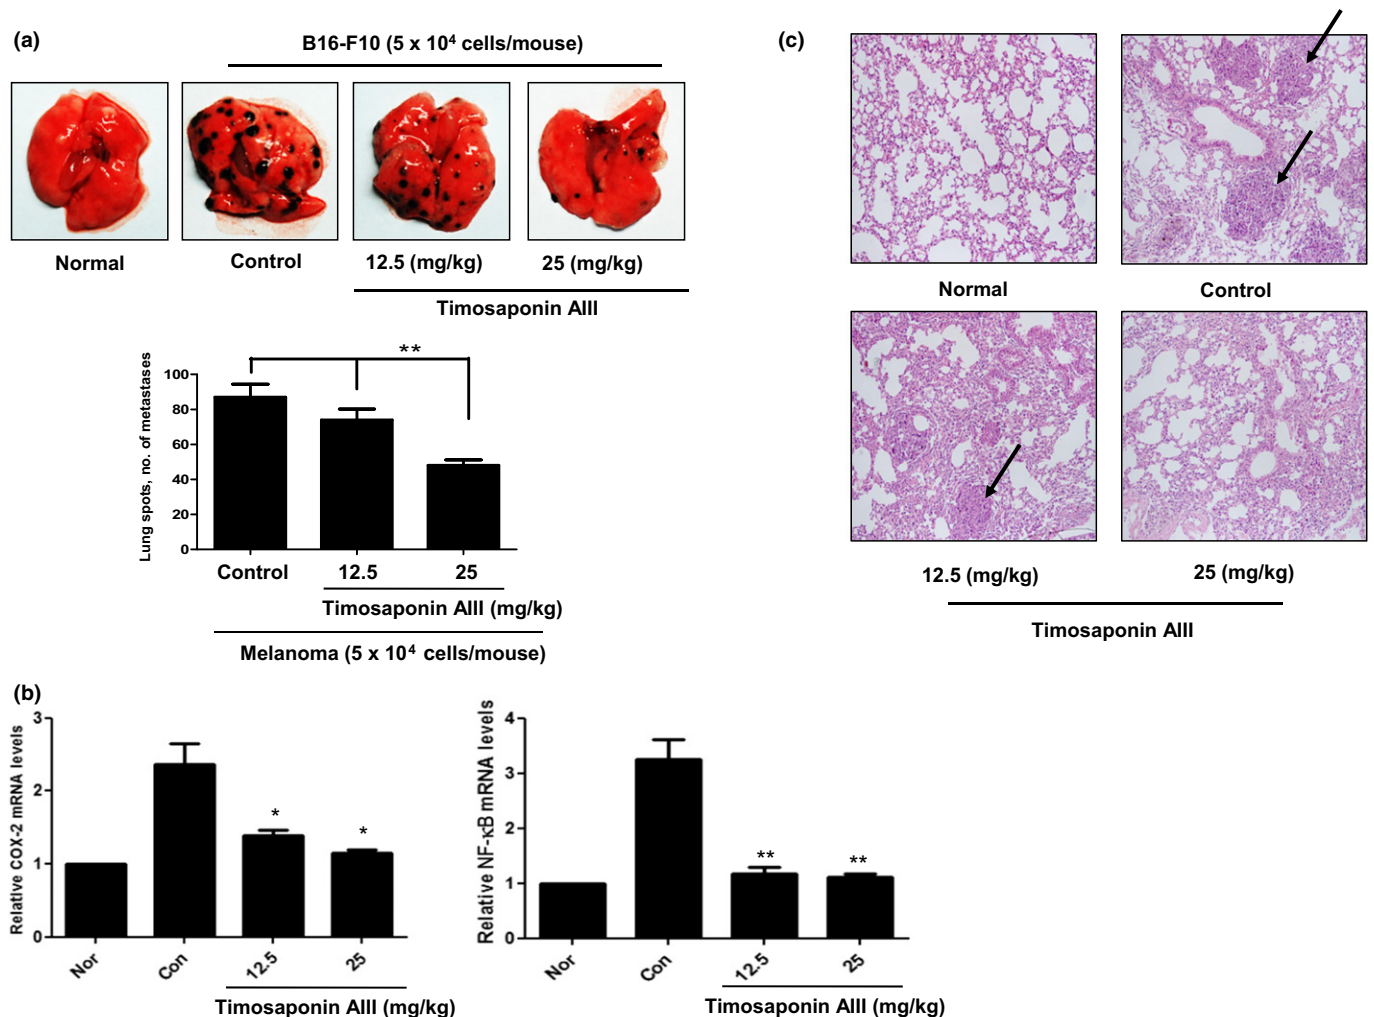 (a)
B16-F10 (5 x 10⁴ cells/mouse)
Normal
Control
12.5 (mg/kg)
25 (mg/kg)
Timosaponin AIII
Lung spots, no. of metastases
100
80
60
40
20
0
**
Control
12.5
25
Timosaponin AIII (mg/kg)
Melanoma (5 x 10⁴ cells/mouse)
(b)
Relative COX-2 mRNA levels
3
2
1
0
*
*
Nor
Con
12.5
25
Timosaponin AIII (mg/kg)
Relative NF-κB mRNA levels
4
3
2
1
0
**
**
Nor
Con
12.5
25
Timosaponin AIII (mg/kg)
(c)
Normal
Control
12.5 (mg/kg)
25 (mg/kg)
Timosaponin AIII